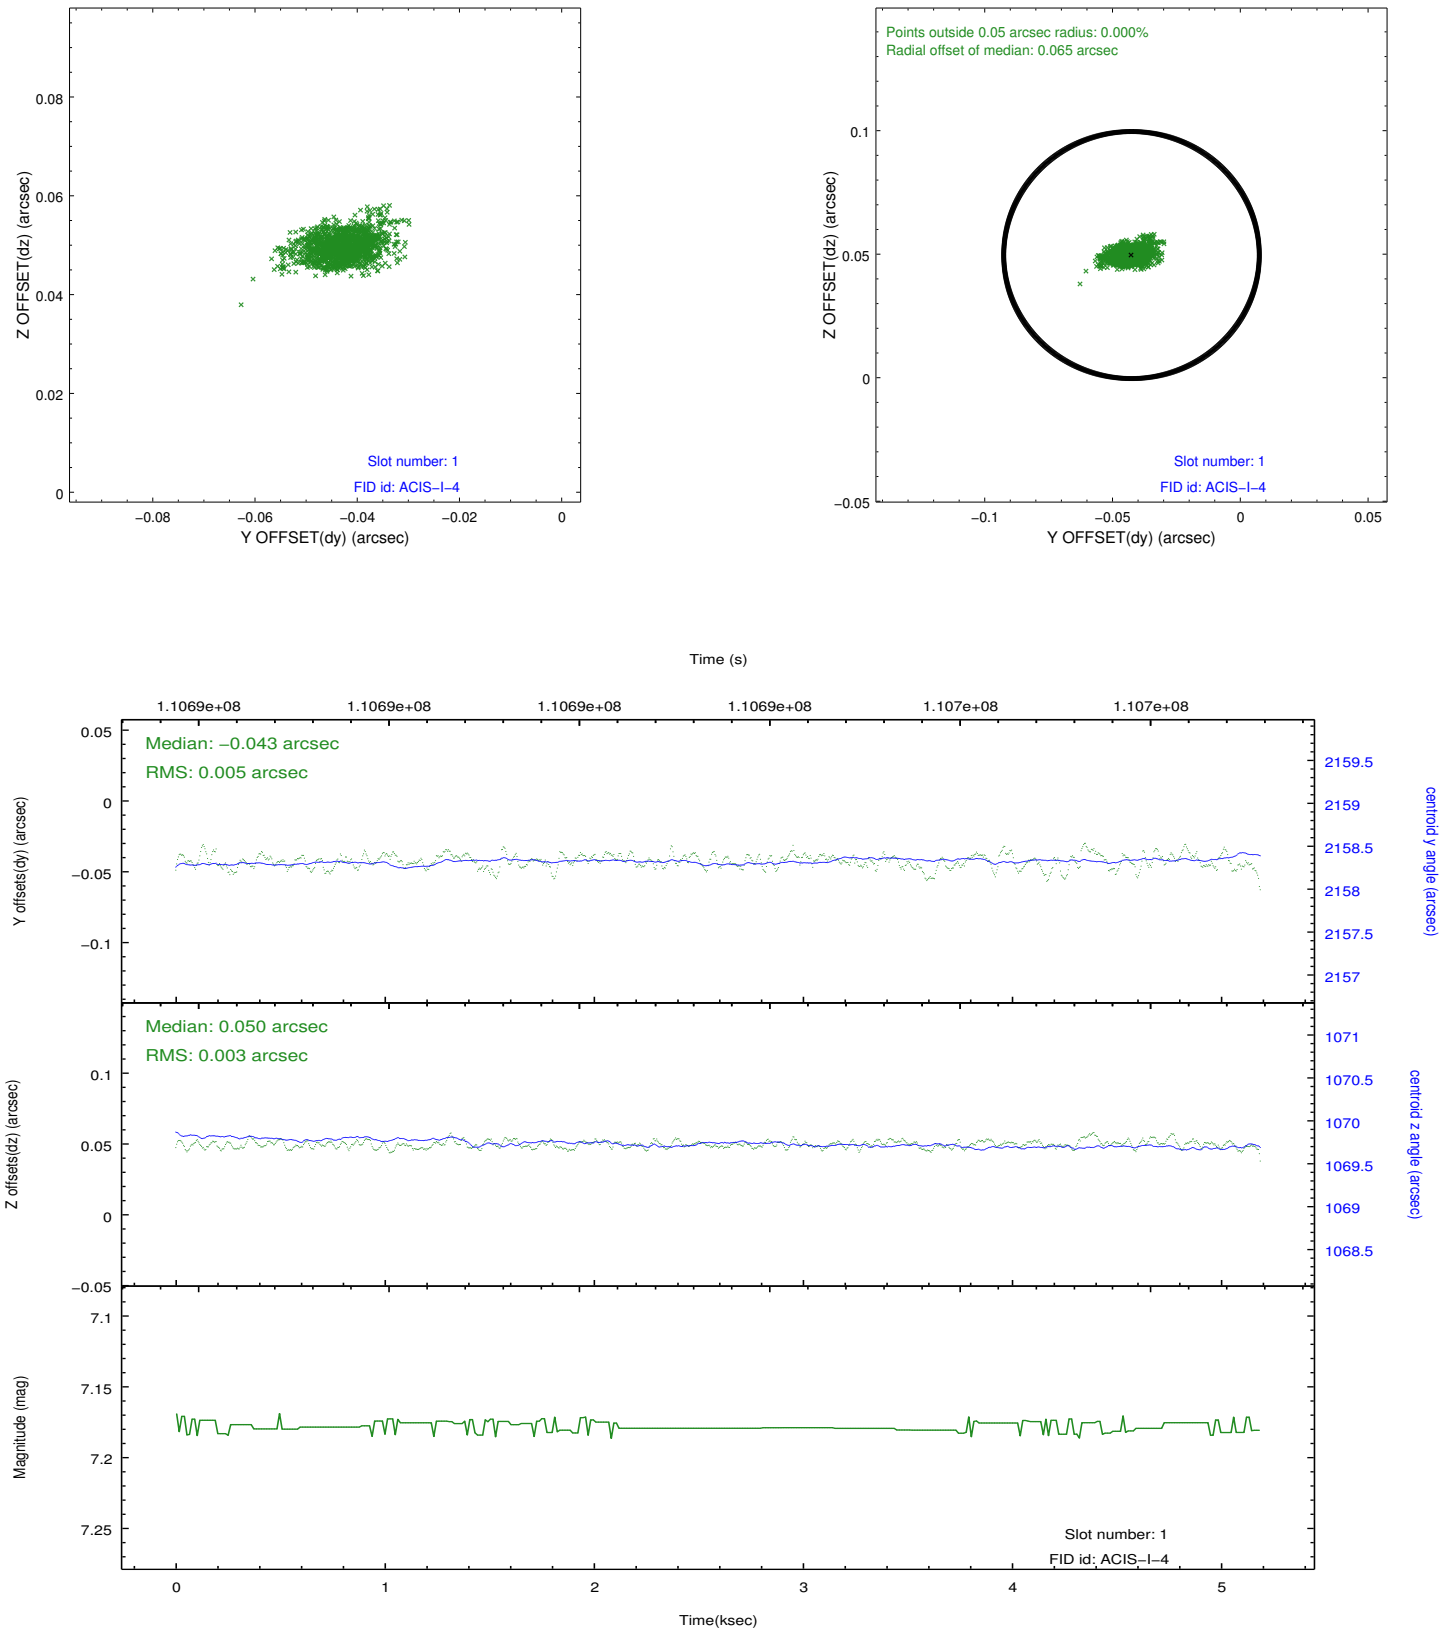 0.08
0.06
0.04
0.02
0
Z OFFSET(dz) (arcsec)
Slot number: 1
FID id: ACIS−I−4
−0.08
−0.06
−0.04
−0.02
0
Y OFFSET(dy) (arcsec)
Points outside 0.05 arcsec radius: 0.000%
Radial offset of median: 0.065 arcsec
0.1
0.05
0
−0.05
Z OFFSET(dz) (arcsec)
Slot number: 1
FID id: ACIS−I−4
−0.1
−0.05
0
0.05
Y OFFSET(dy) (arcsec)
Time (s)
1.1069e+08
1.1069e+08
1.1069e+08
1.1069e+08
1.107e+08
1.107e+08
Median: −0.043 arcsec
RMS: 0.005 arcsec
0.05
0
−0.05
−0.1
Y offsets(dy) (arcsec)
2159.5
2159
2158.5
2158
2157.5
2157
centroid y angle (arcsec)
Median: 0.050 arcsec
RMS: 0.003 arcsec
0.1
0.05
0
−0.05
Z offsets(dz) (arcsec)
1071
1070.5
1070
1069.5
1069
1068.5
centroid z angle (arcsec)
7.1
7.15
7.2
7.25
Magnitude (mag)
Slot number: 1
FID id: ACIS−I−4
0
1
2
3
4
5
Time(ksec)